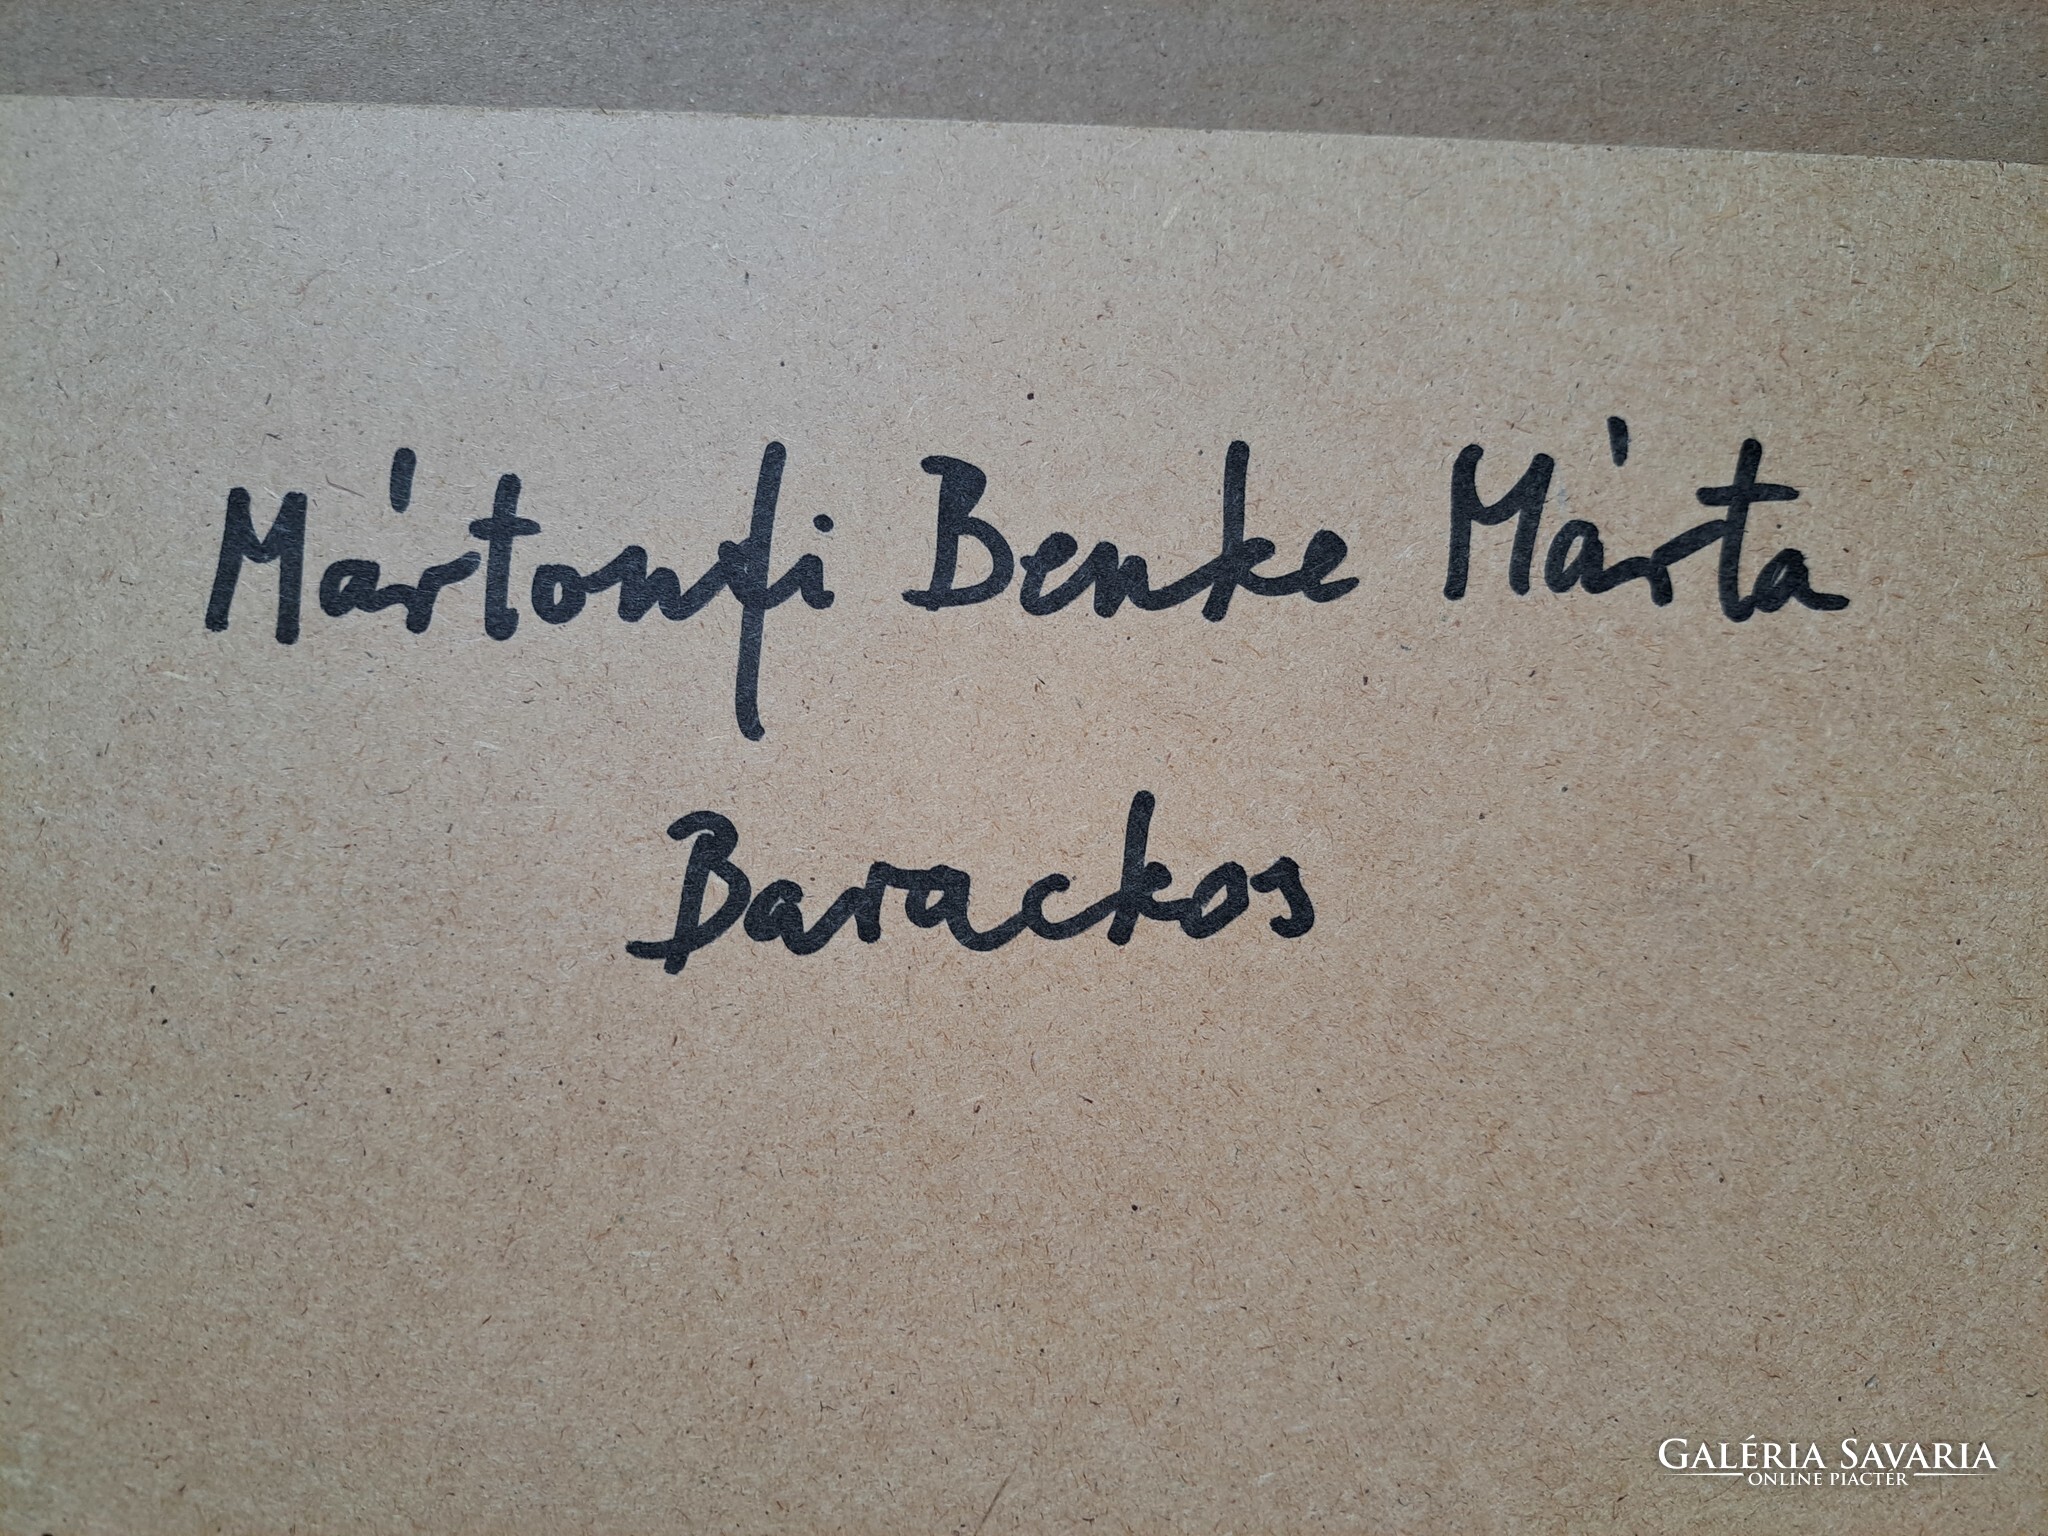 Mártonfi Benke Márta
Barackos
GALÉRIA SAVARIA
ONLINE PIACTÉR